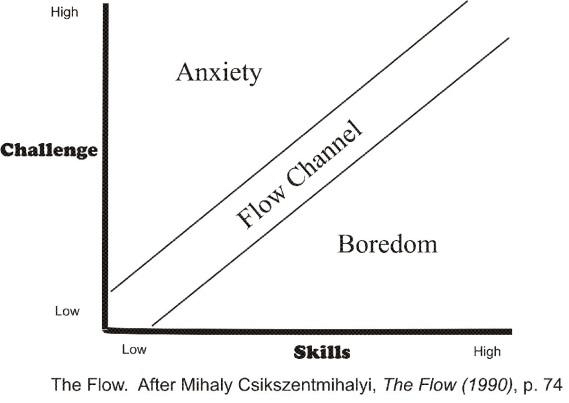 High
Anxiety
Challenge
Flow Channel
Boredom
Low
Low
Skills
High
The Flow. After Mihaly Csikszentmihalyi, The Flow (1990), p. 74